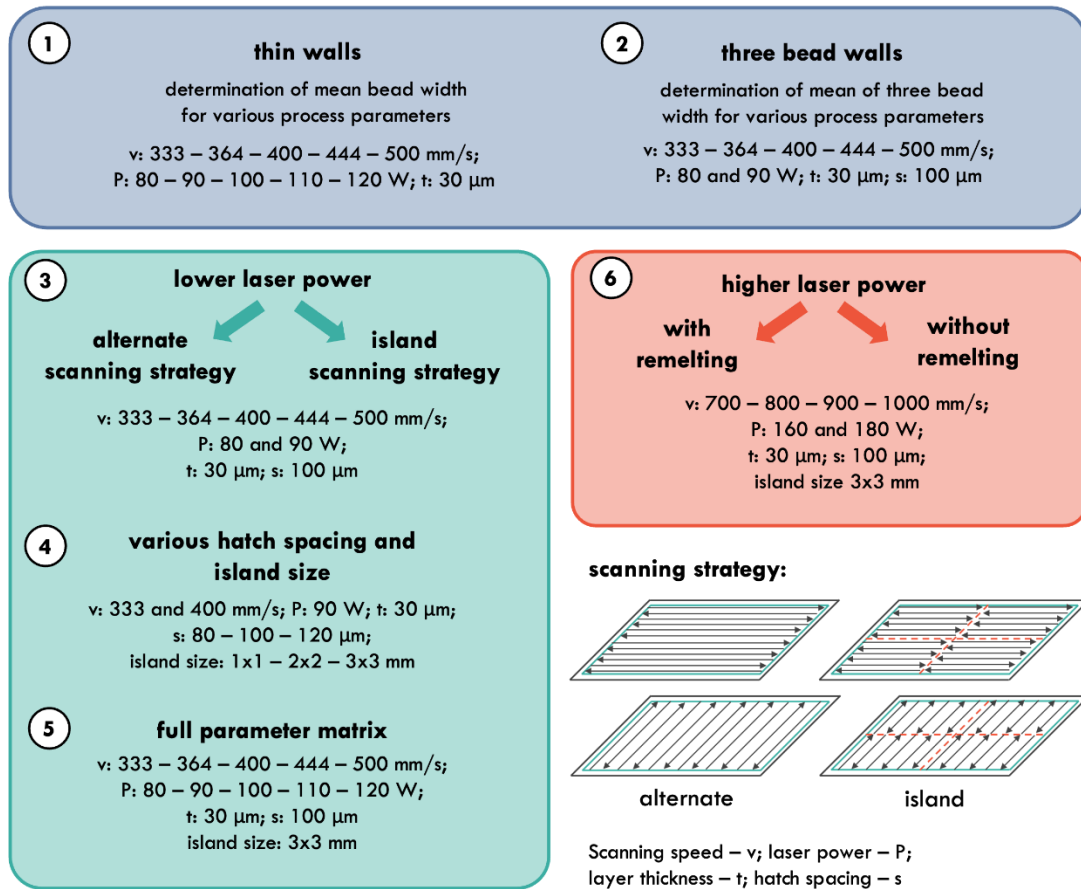 1
thin walls
determination of mean bead width
for various process parameters
v: 333 – 364 – 400 – 444 – 500 mm/s;
P: 80 – 90 – 100 – 110 – 120 W; t: 30 µm
2
three bead walls
determination of mean of three bead
width for various process parameters
v: 333 – 364 – 400 – 444 – 500 mm/s;
P: 80 and 90 W; t: 30 µm; s: 100 µm
3
lower laser power
alternate
scanning strategy
island
scanning strategy
v: 333 – 364 – 400 – 444 – 500 mm/s;
P: 80 and 90 W;
t: 30 µm; s: 100 µm
4
various hatch spacing and
island size
v: 333 and 400 mm/s; P: 90 W; t: 30 µm;
s: 80 – 100 – 120 µm;
island size: 1x1 – 2x2 – 3x3 mm
5
full parameter matrix
v: 333 – 364 – 400 – 444 – 500 mm/s;
P: 80 – 90 – 100 – 110 – 120 W;
t: 30 µm; s: 100 µm
island size: 3x3 mm
6
higher laser power
with
remelting
without
remelting
v: 700 – 800 – 900 – 1000 mm/s;
P: 160 and 180 W;
t: 30 µm; s: 100 µm;
island size 3x3 mm
scanning strategy:
alternate
island
Scanning speed – v; laser power – P;
layer thickness – t; hatch spacing – s